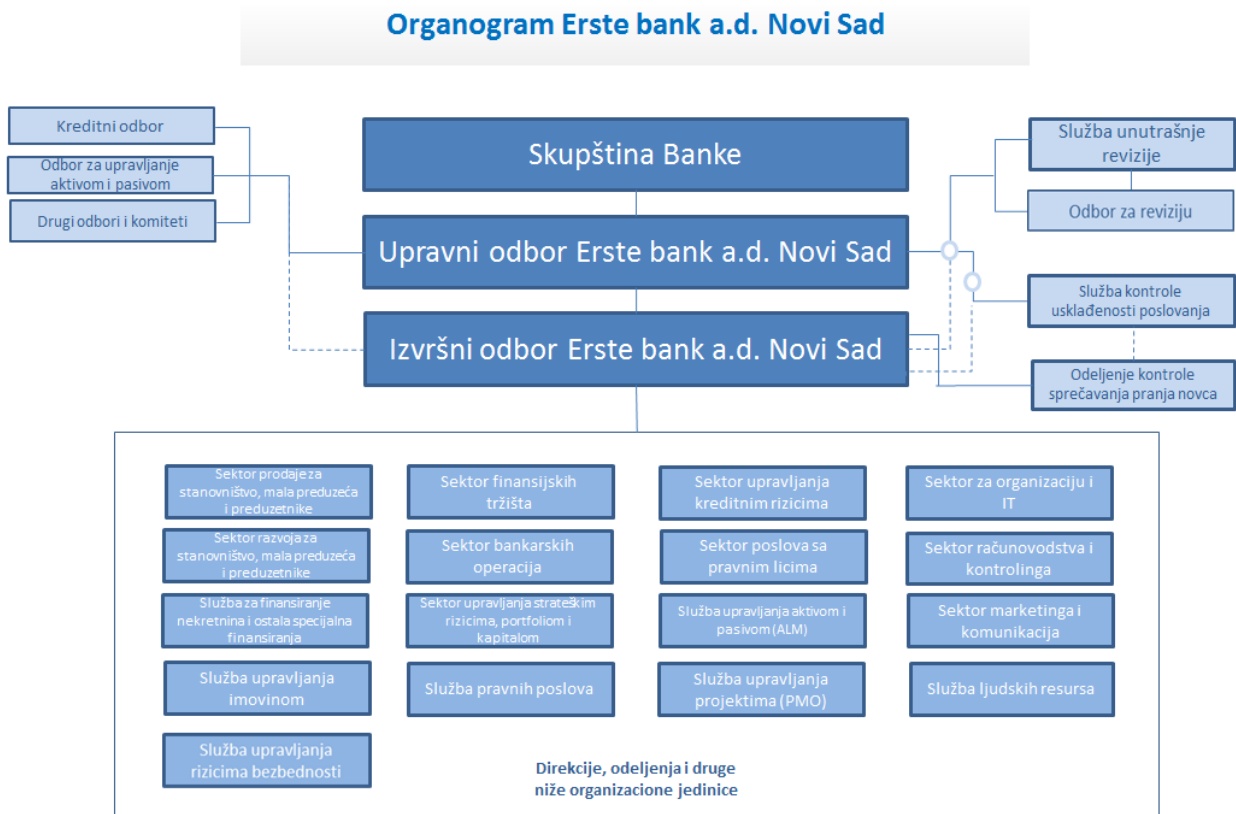 Organogram Erste bank a.d. Novi Sad
Kreditni odbor
Odbor za upravljanje
aktivom i pasivom
Drugi odbori i komiteti
Skupština Banke
Upravni odbor Erste bank a.d. Novi Sad
Izvršni odbor Erste bank a.d. Novi Sad
Služba unutrašnje
revizije
Odbor za reviziju
Služba kontrole
usklađenosti poslovanja
Odeljenje kontrole
sprečavanja pranja novca
Sektor prodaje za
stanovništvo, mala preduzeća
i preduzetnike
Sektor finansijskih
tržišta
Sektor upravljanja
kreditnim rizicima
Sektor za organizaciju i
IT
Sektor razvoja za
stanovništvo, mala preduzeća
i preduzetnike
Sektor bankarskih
operacija
Sektor poslova sa
pravnim licima
Sektor računovodstva i
kontrolinga
Služba za finansiranje
nekretnina i ostala specijalna
finansiranja
Sektor upravljanja strateškim
rizicima, portfoliom i
kapitalom
Služba upravljanja aktivom i
pasivom (ALM)
Sektor marketinga i
komunikacija
Služba upravljanja
imovinom
Služba pravnih poslova
Služba upravljanja
projektima (PMO)
Služba ljudskih resursa
Služba upravljanja
rizicima bezbednosti
Direkcije, odeljenja i druge
niže organizacione jedinice